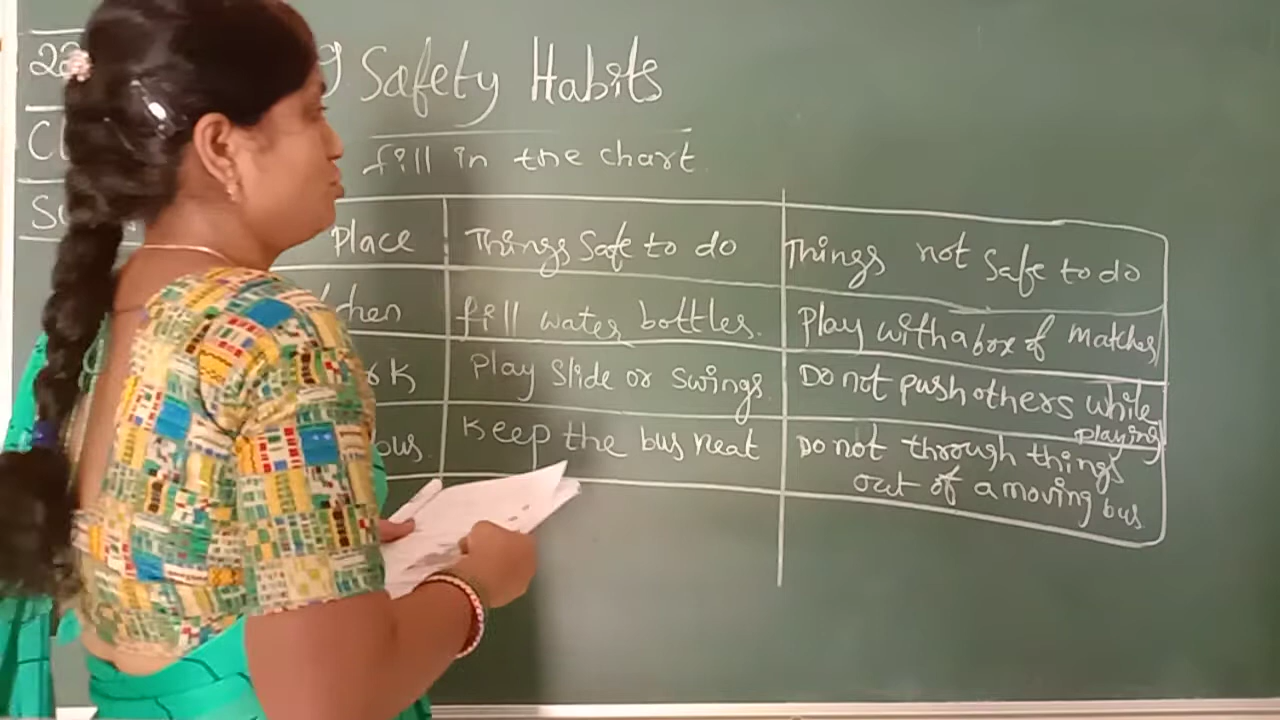 Safety Habits
fill in the chart
Place Things Safe to do Things not Safe to do
fill water bottles. Play with a box of matches
Play Slide or Swings Do not push others while playing
bus. Keep the bus neat Do not through things
out of a moving bus